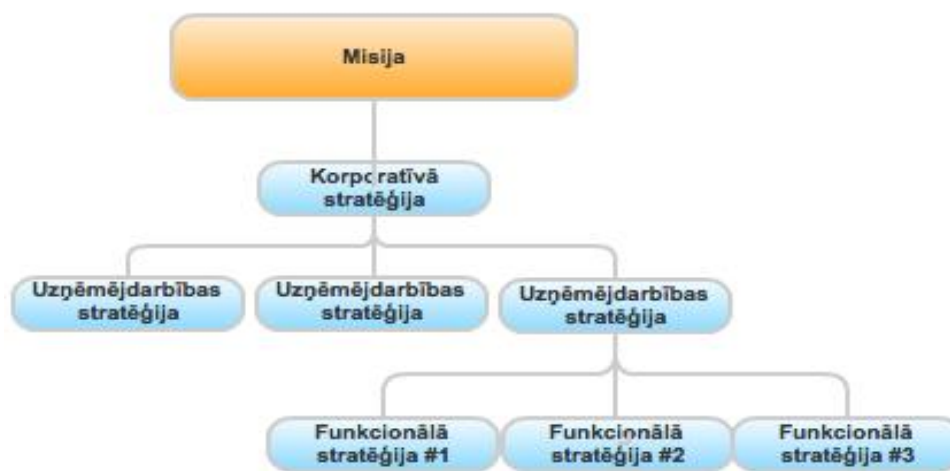 Misija
Korporatīvā
stratēģija
Uzņēmējdarbības
stratēģija
Uzņēmējdarbības
stratēģija
Uzņēmējdarbības
stratēģija
Funkcionālā
stratēģija #1
Funkcionālā
stratēģija #2
Funkcionālā
stratēģija #3